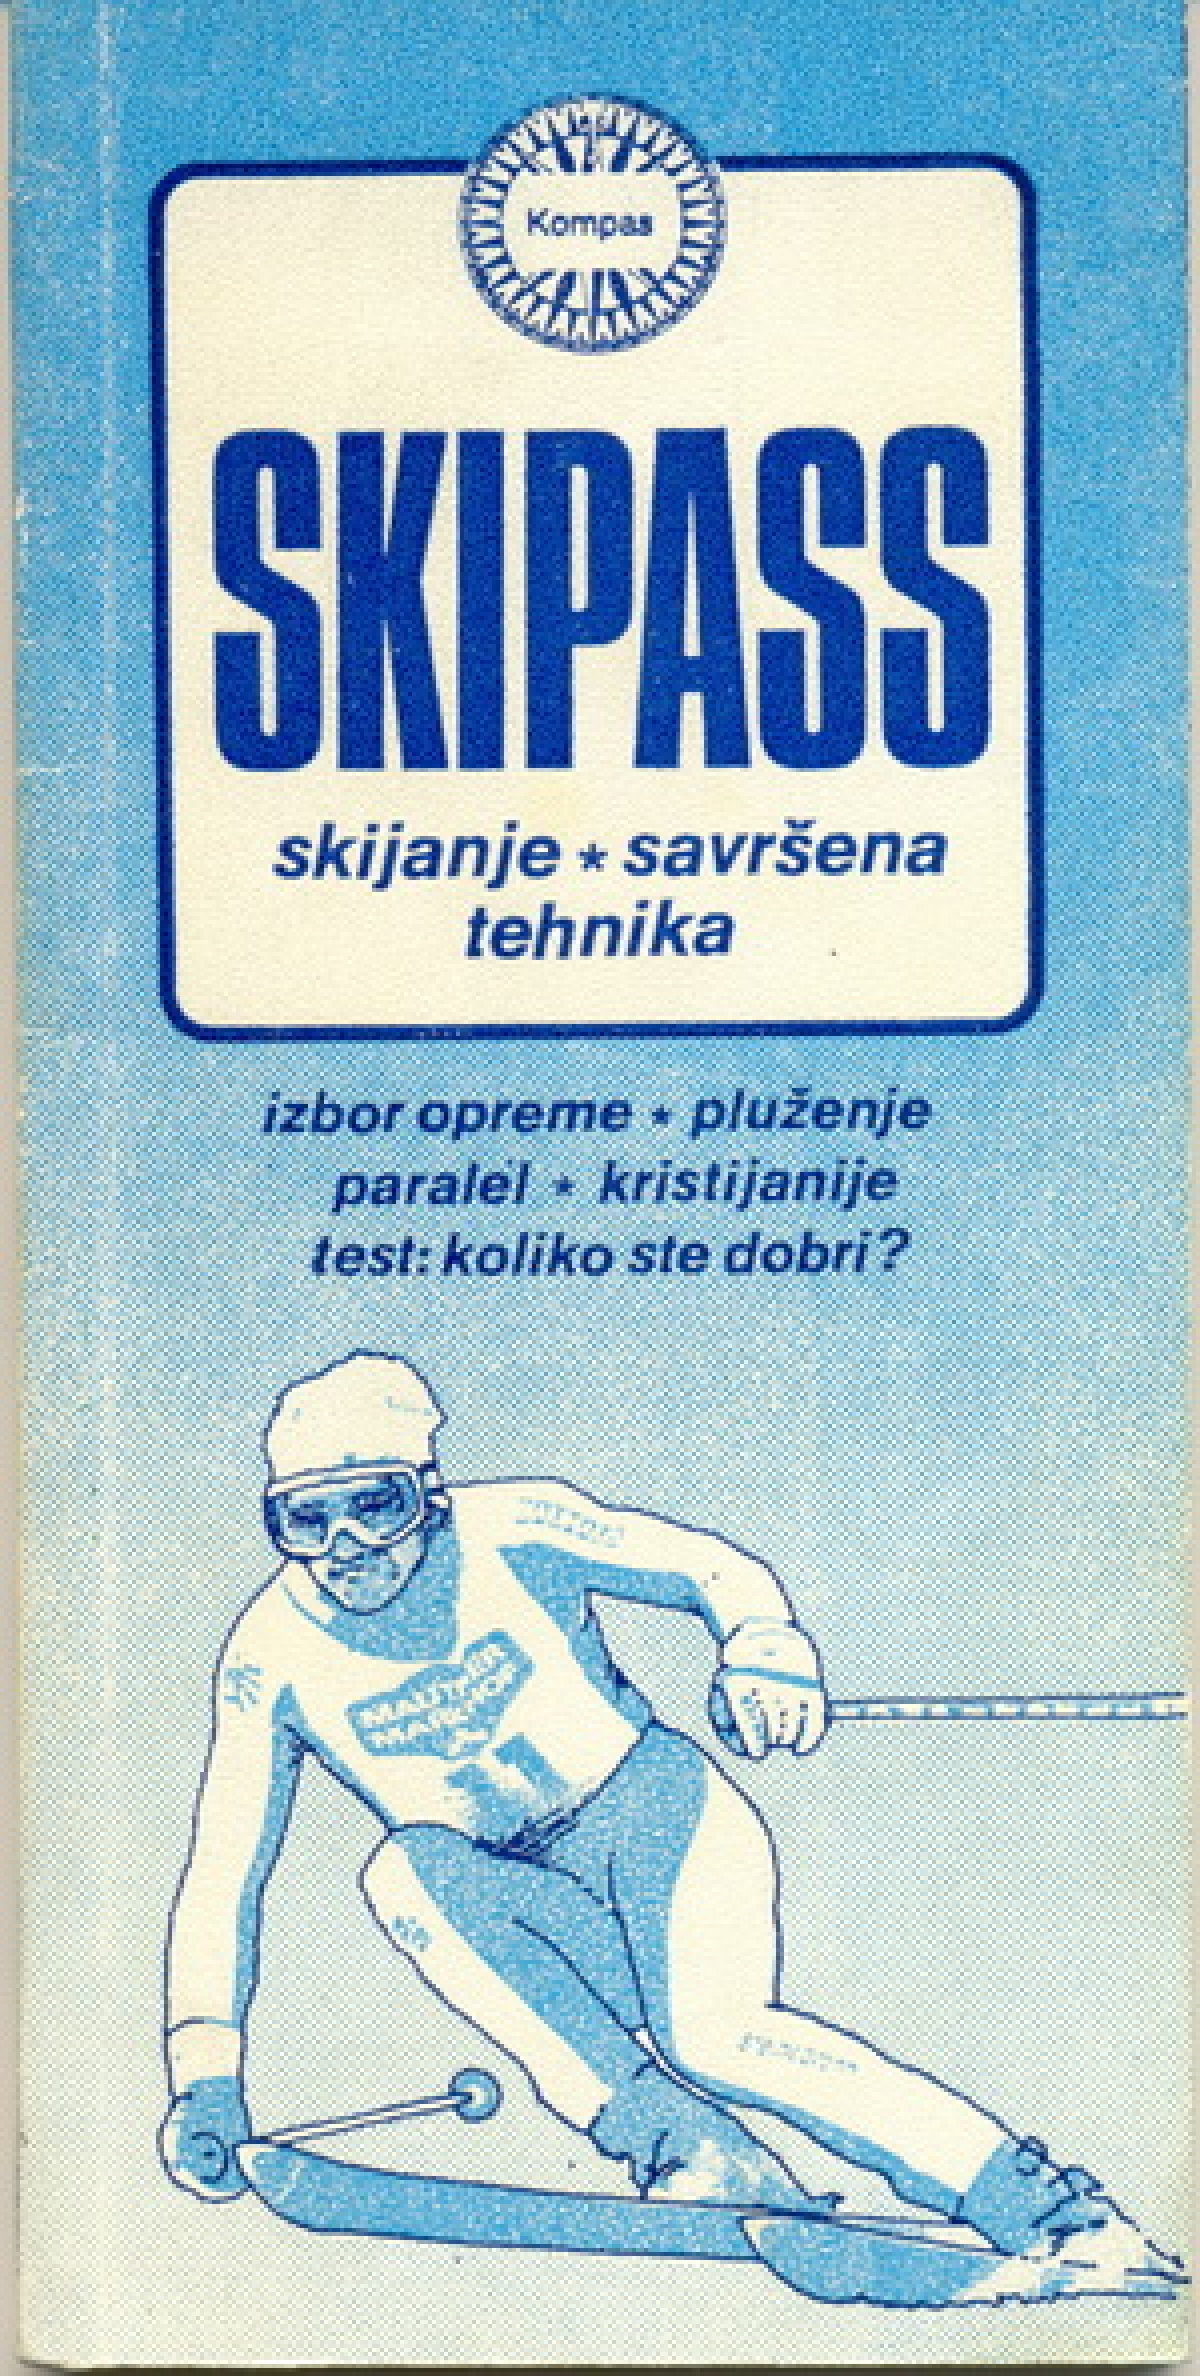 Kompas
SKIPASS
skijanje * savršena
tehnika
izbor opreme * pluženje
paralel * kristijanije
test: koliko ste dobri?